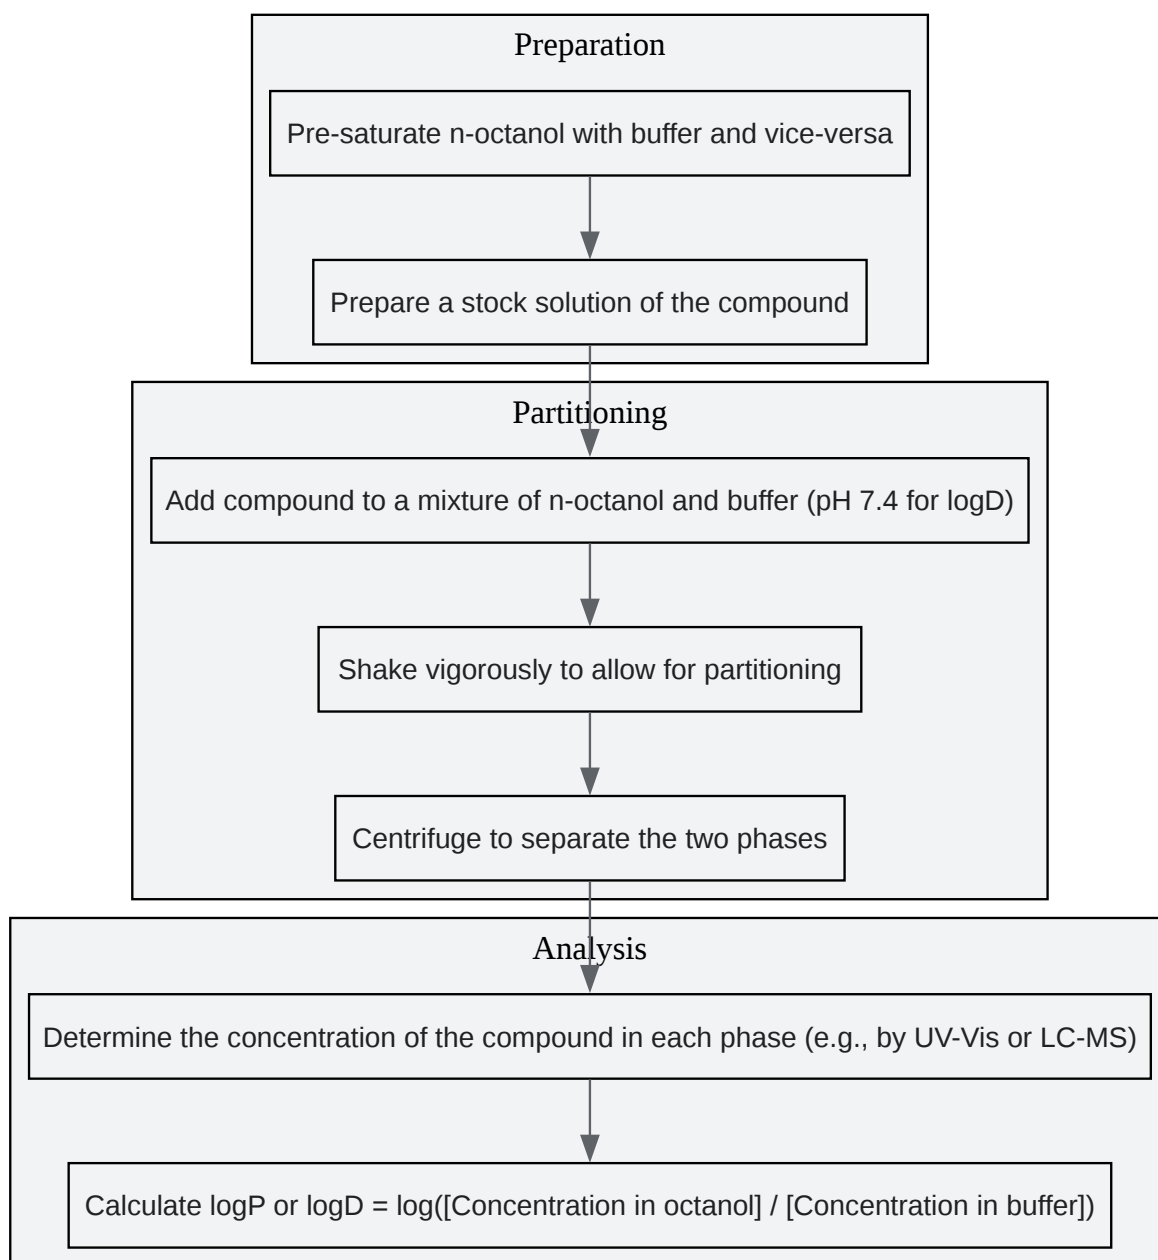 Preparation
Pre-saturate n-octanol with buffer and vice-versa
Prepare a stock solution of the compound
Partitioning
Add compound to a mixture of n-octanol and buffer (pH 7.4 for logD)
Shake vigorously to allow for partitioning
Centrifuge to separate the two phases
Analysis
Determine the concentration of the compound in each phase (e.g., by UV-Vis or LC-MS)
Calculate logP or logD = log([Concentration in octanol] / [Concentration in buffer])